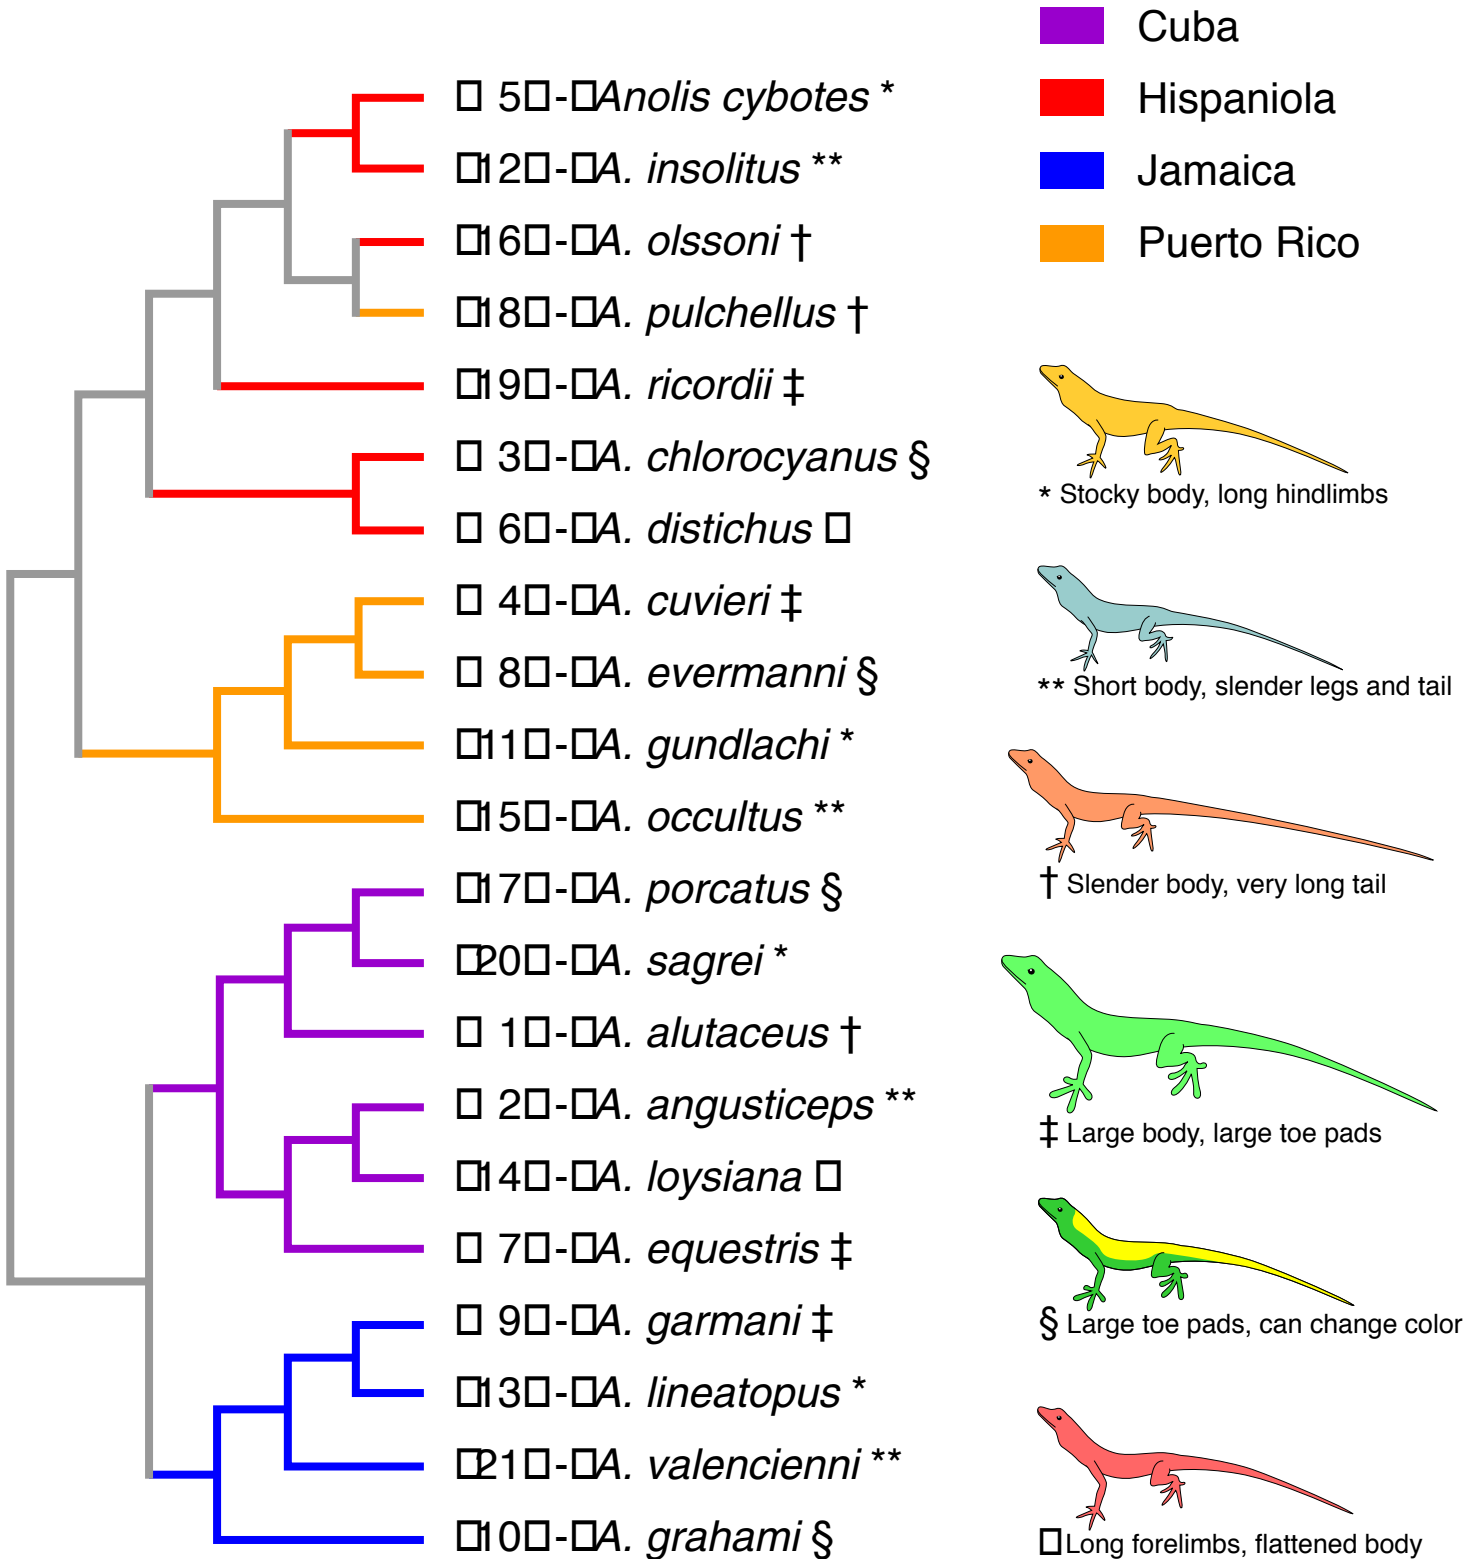 Cuba
Hispaniola
Jamaica
Puerto Rico
□ 5□-□Anolis cybotes *
□12□-□A. insolitus **
□16□-□A. olssoni †
□18□-□A. pulchellus †
□19□-□A. ricordii ‡
□ 3□-□A. chlorocyanus §
□ 6□-□A. distichus □
□ 4□-□A. cuvieri ‡
□ 8□-□A. evermanni §
□11□-□A. gundlachi *
□15□-□A. occultus **
□17□-□A. porcatus §
□20□-□A. sagrei *
□ 1□-□A. alutaceus †
□ 2□-□A. angusticeps **
□14□-□A. loysiana □
□ 7□-□A. equestris ‡
□ 9□-□A. garmani ‡
□13□-□A. lineatopus *
□21□-□A. valencienni **
□10□-□A. grahami §
* Stocky body, long hindlimbs
** Short body, slender legs and tail
† Slender body, very long tail
‡ Large body, large toe pads
§ Large toe pads, can change color
□Long forelimbs, flattened body